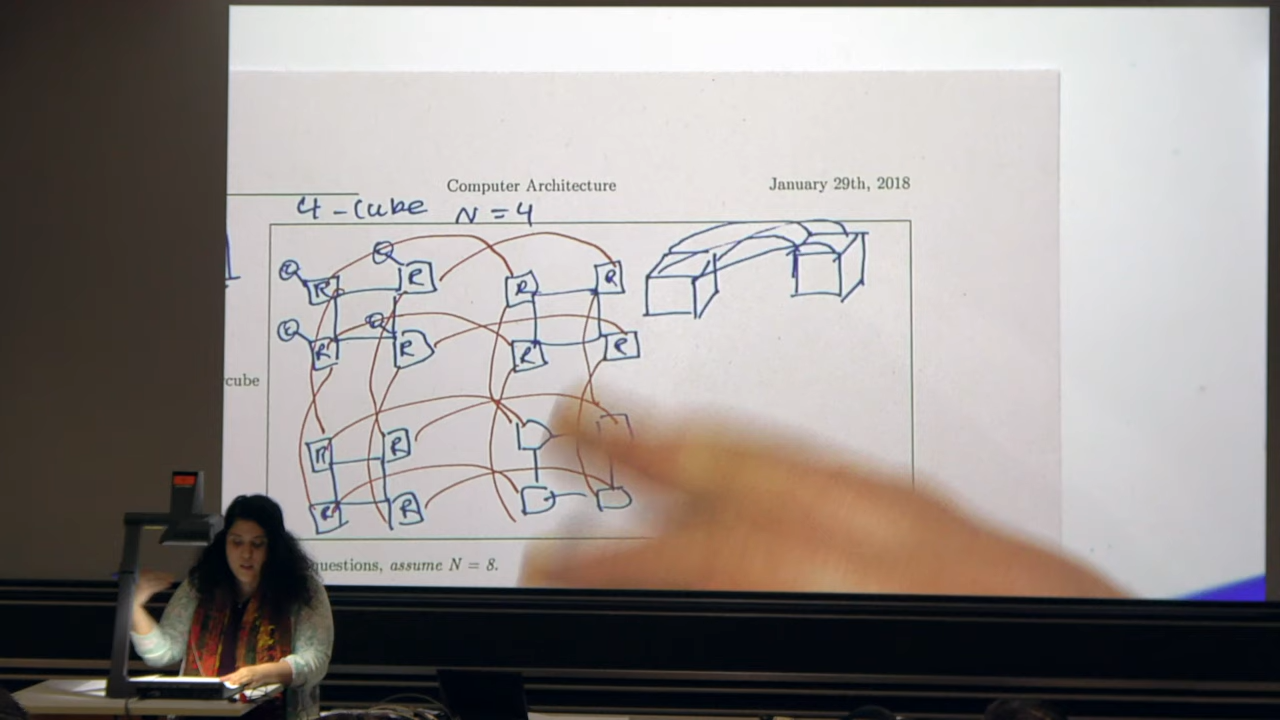 Computer Architecture January 29th, 2018
4-Cube N = 4
R R R R
R R R R
cube
R R
R R
questions, assume N = 8.